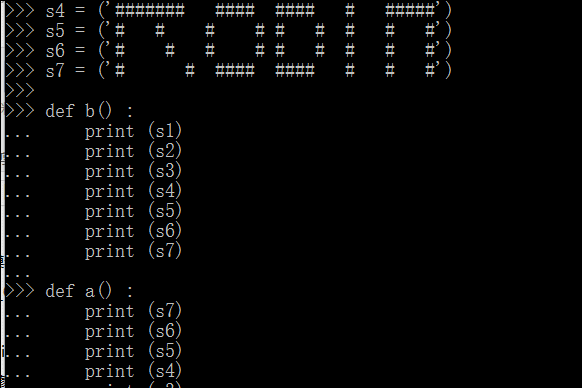 >>> s4 = ('#######   ####  ####   #   #####')
>>> s5 = ('#   #    #    # #   #  #   #   #')
>>> s6 = ('#    #   #    # #   #  #   #   #')
>>> s7 = ('#      #  ####  ####   #   #   #')
>>>
>>> def b() :
...     print (s1)
...     print (s2)
...     print (s3)
...     print (s4)
...     print (s5)
...     print (s6)
...     print (s7)
...
>>> def a() :
...     print (s7)
...     print (s6)
...     print (s5)
...     print (s4)